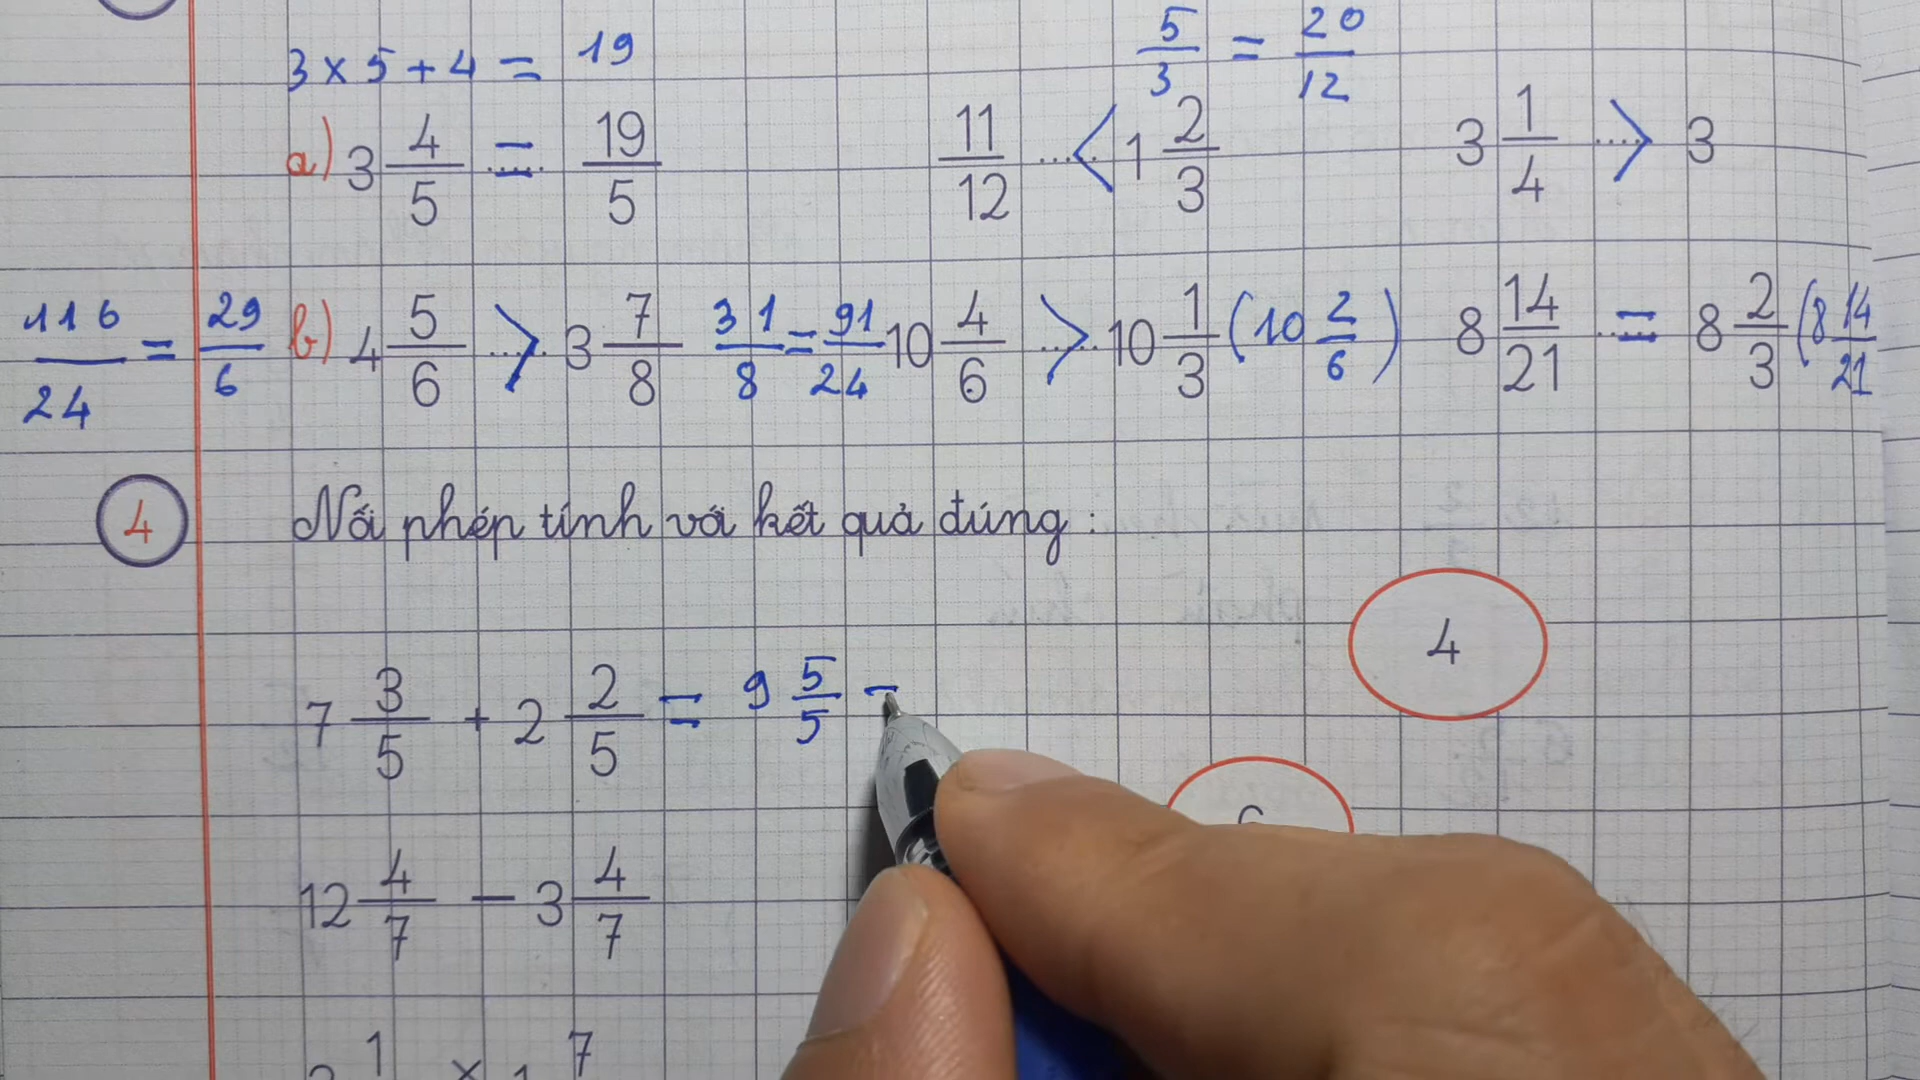 3 x 5 + 4 = 19
5/3 = 20/12
a) 3 4/5 = 19/5
11/12 < 1 2/3
3 1/4 > 3
116/24 = 29/6
b) 4 5/6 > 3 7/8
31/8 = 91/24
10 4/6 > 10 1/3 (10 2/6)
8 14/21 = 8 2/3 (8 14/21
4
Nối phép tính với kết quả đúng :
4
7 3/5 + 2 2/5 = 9 5/5
12 4/7 - 3 4/7
1 × 1 7